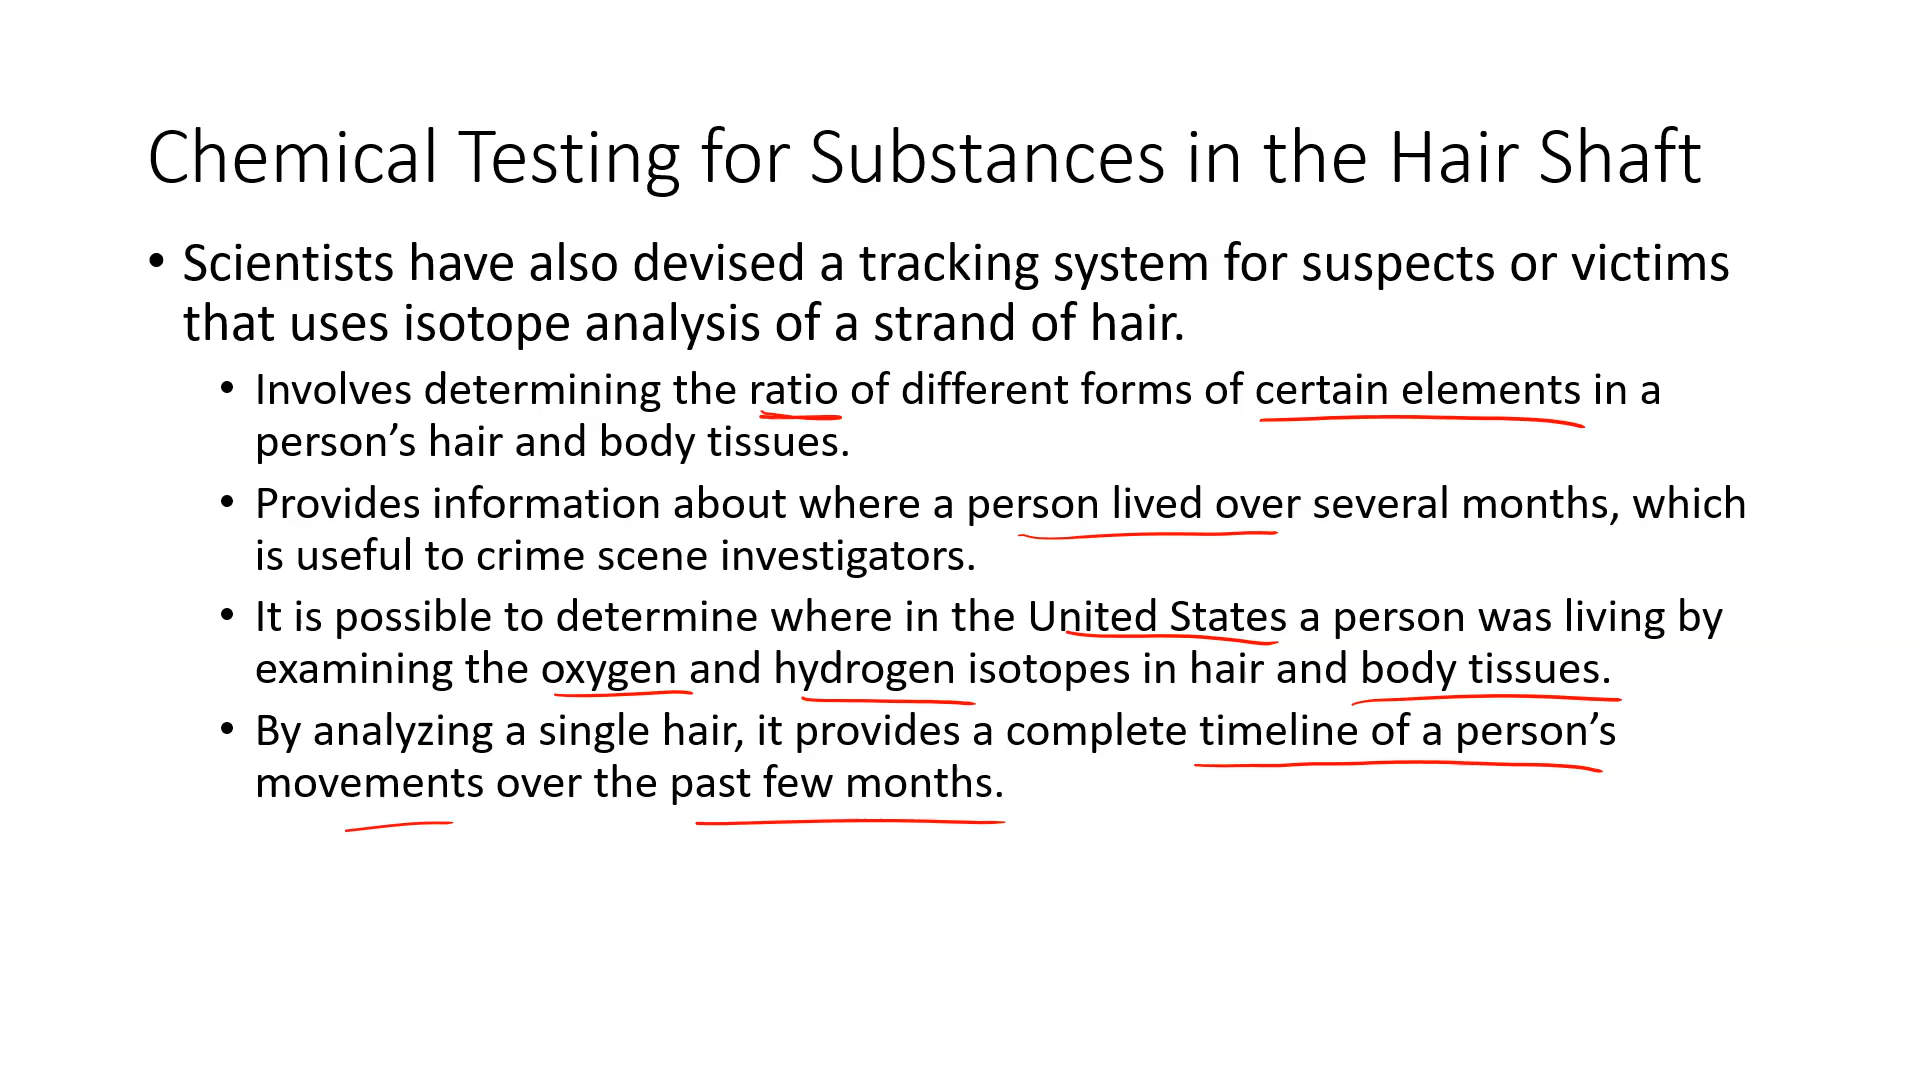 Chemical Testing for Substances in the Hair Shaft
• Scientists have also devised a tracking system for suspects or victims
that uses isotope analysis of a strand of hair.
• Involves determining the ratio of different forms of certain elements in a
person’s hair and body tissues.
• Provides information about where a person lived over several months, which
is useful to crime scene investigators.
• It is possible to determine where in the United States a person was living by
examining the oxygen and hydrogen isotopes in hair and body tissues.
• By analyzing a single hair, it provides a complete timeline of a person’s
movements over the past few months.